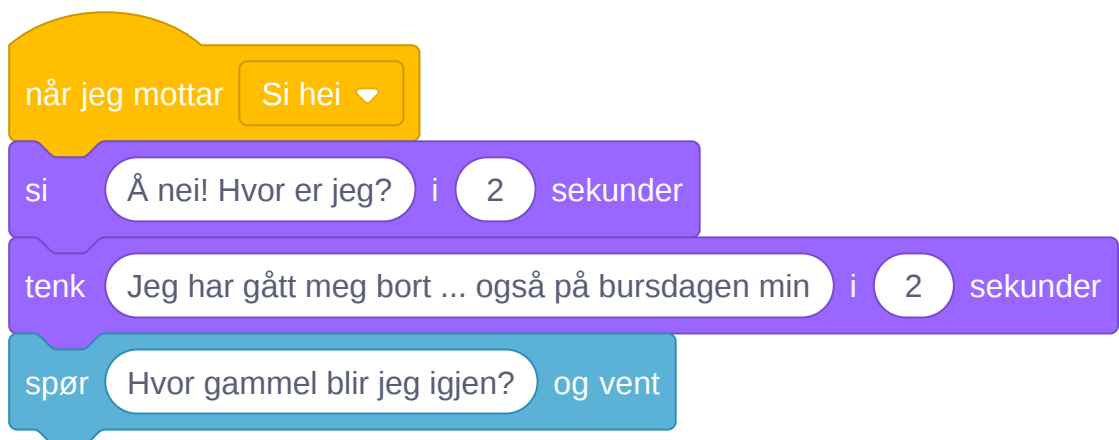 når jeg mottar Si hei
si Å nei! Hvor er jeg? i 2 sekunder
tenk Jeg har gått meg bort ... også på bursdagen min i 2 sekunder
spør Hvor gammel blir jeg igjen? og vent